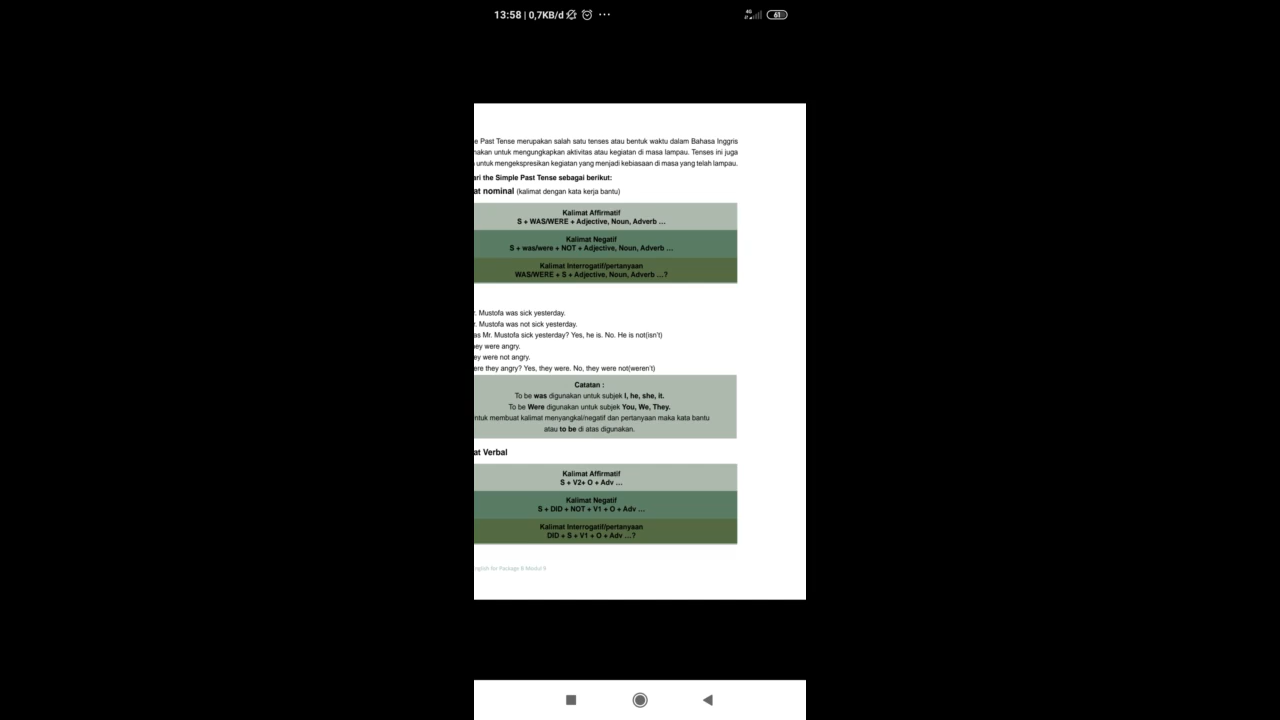 13:58 | 0,7KB/d
4G
61
e Past Tense merupakan salah satu tenses atau bentuk waktu dalam Bahasa Inggris
nakan untuk mengungkapkan aktivitas atau kegiatan di masa lampau. Tenses ini juga
untuk mengekspresikan kegiatan yang menjadi kebiasaan di masa yang telah lampau.
ari the Simple Past Tense sebagai berikut:
at nominal (kalimat dengan kata kerja bantu)
Kalimat Affirmatif
S + WAS/WERE + Adjective, Noun, Adverb ...
Kalimat Negatif
S + was/were + NOT + Adjective, Noun, Adverb ...
Kalimat Interrogatif/pertanyaan
WAS/WERE + S + Adjective, Noun, Adverb ...?
r. Mustofa was sick yesterday.
r. Mustofa was not sick yesterday.
as Mr. Mustofa sick yesterday? Yes, he is. No. He is not(isn't)
ey were angry.
ey were not angry.
ere they angry? Yes, they were. No, they were not(weren't)
Catatan :
To be was digunakan untuk subjek I, he, she, it.
To be Were digunakan untuk subjek You, We, They.
ntuk membuat kalimat menyangkal/negatif dan pertanyaan maka kata bantu
atau to be di atas digunakan.
at Verbal
Kalimat Affirmatif
S + V2+ O + Adv ...
Kalimat Negatif
S + DID + NOT + V1 + O + Adv ...
Kalimat Interrogatif/pertanyaan
DID + S + V1 + O + Adv ...?
nglish for Package B Modul 9